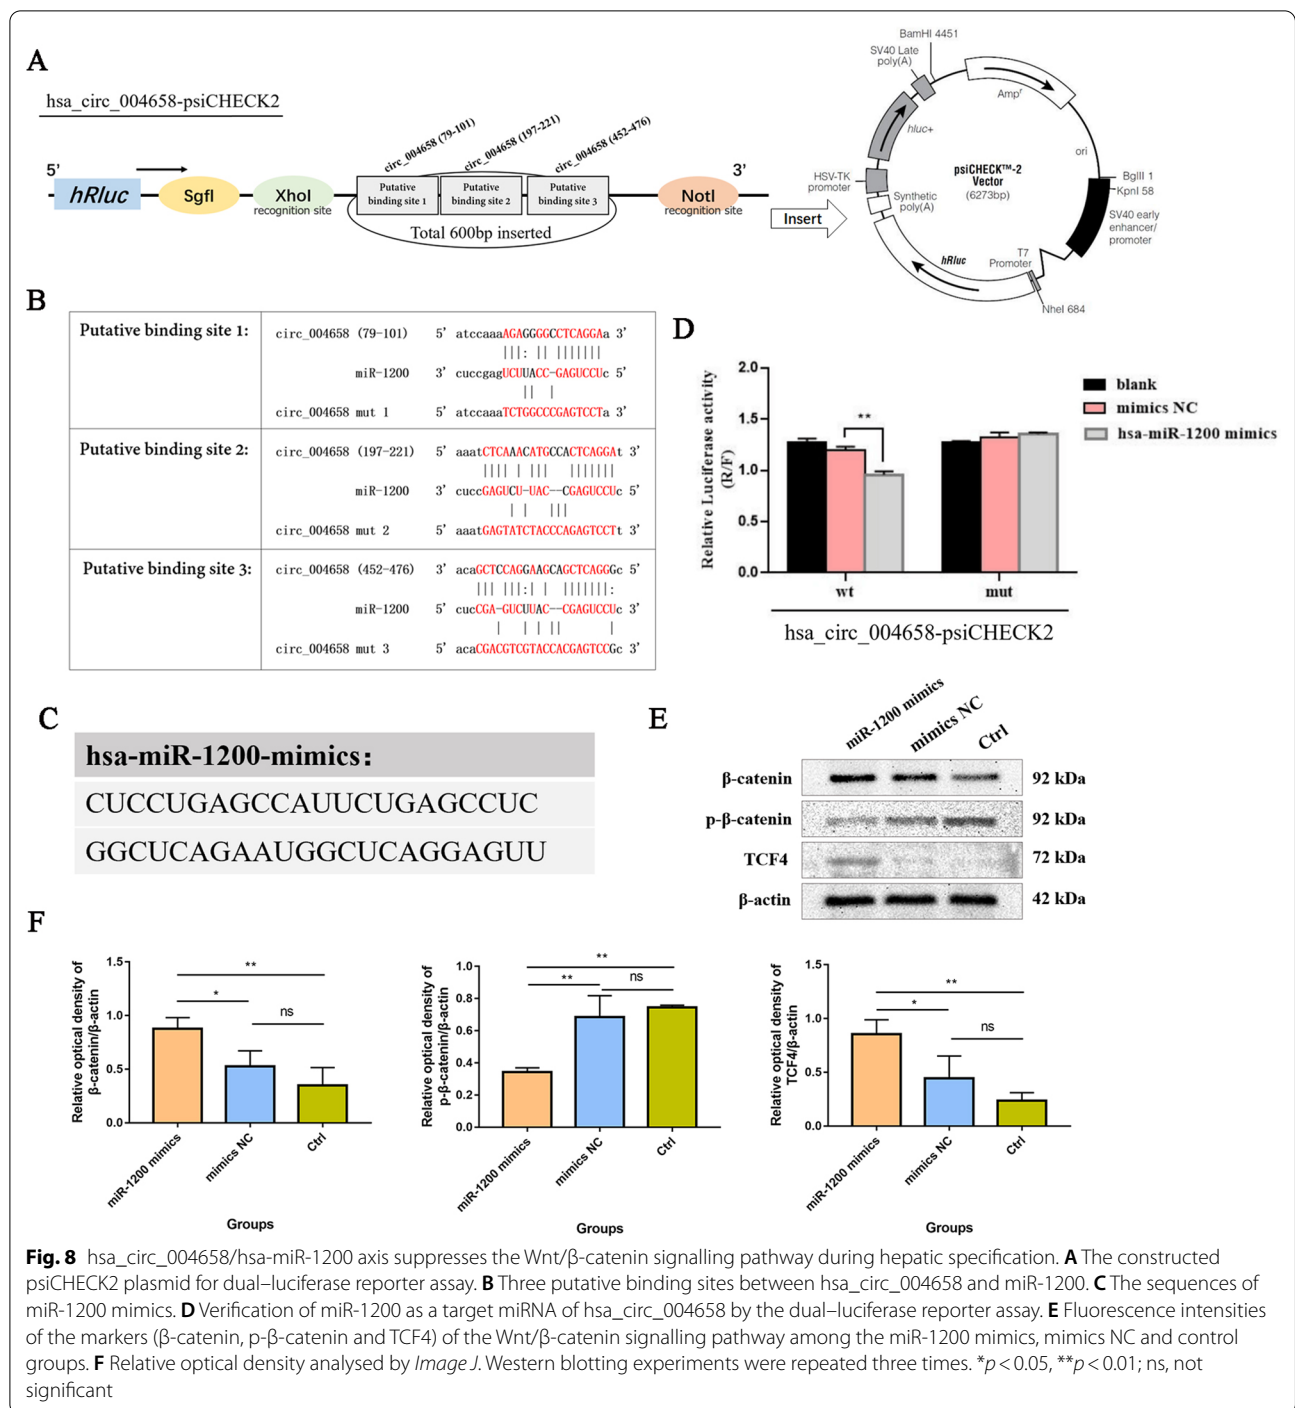 A
hsa_circ_004658-psiCHECK2
circ_004658 (79-101)
circ_004658 (197-221)
circ_004658 (452-476)
5’
3’
hRluc
SgfI
XhoI
recognition site
Putative
binding site 1
Putative
binding site 2
Putative
binding site 3
NotI
recognition site
Total 600bp inserted
Insert
BamHI 4451
SV40 Late
poly(A)
Ampr
hluc+
ori
HSV-TK
promoter
psiCHECK™-2
Vector
(6273bp)
BglII 1
KpnI 58
Synthetic
poly(A)
SV40 early
enhancer/
promoter
T7
Promoter
hRluc
NheI 684
B
Putative binding site 1:
circ_004658 (79-101) 5’ atccaaaAGAGGGGCCTCAGGAa 3’
|||: || |||||||
miR-1200 3’ cuccgagUCUUACC-GAGUCCUc 5’
|| |
circ_004658 mut 1 5’ atccaaaTCTGGCCCGAGTCCTa 3’
Putative binding site 2:
circ_004658 (197-221) 5’ aaatCTCAAACATGCCACTCAGGAt 3’
|||| | ||| |||||||
miR-1200 3’ cuccGAGUCU-UAC--CGAGUCCUc 5’
| | |||
circ_004658 mut 2 5’ aaatGAGTATCTACCCAGAGTCCTt 3’
Putative binding site 3:
circ_004658 (452-476) 3’ acaGCTCCAGGAAGCAGCTCAGGGc 5’
||| |||:| | |||||||:
miR-1200 5’ cucCGA-GUCUUAC--CGAGUCCUc 3’
| | | || |
circ_004658 mut 3 5’ acaCGACGTCGTACCACGAGTCCGc 3’
C
hsa-miR-1200-mimics:
CUCCUGAGCCAUUCUGAGCCUC
GGCUCAGAAUGGCUCAGGAGUU
D
Relative Luciferase activity
(R/F)
2.0
1.5
1.0
0.5
0.0
**
wt
mut
hsa_circ_004658-psiCHECK2
blank
mimics NC
hsa-miR-1200 mimics
E
miR-1200 mimics
mimics NC
Ctrl
β-catenin 92 kDa
p-β-catenin 92 kDa
TCF4 72 kDa
β-actin 42 kDa
F
Relative optical density of
β-catenin/β-actin
1.5
1.0
0.5
0.0
**
*
ns
miR-1200 mimics
mimics NC
Ctrl
Groups
Relative optical density of
p-β-catenin/β-actin
1.0
0.8
0.6
0.4
0.2
0.0
**
**
ns
miR-1200 mimics
mimics NC
Ctrl
Groups
Relative optical density of
TCF4/β-actin
1.5
1.0
0.5
0.0
**
*
ns
miR-1200 mimics
mimics NC
Ctrl
Groups
Fig. 8 hsa_circ_004658/hsa-miR-1200 axis suppresses the Wnt/β-catenin signalling pathway during hepatic specification. A The constructed
psiCHECK2 plasmid for dual–luciferase reporter assay. B Three putative binding sites between hsa_circ_004658 and miR-1200. C The sequences of
miR-1200 mimics. D Verification of miR-1200 as a target miRNA of hsa_circ_004658 by the dual–luciferase reporter assay. E Fluorescence intensities
of the markers (β-catenin, p-β-catenin and TCF4) of the Wnt/β-catenin signalling pathway among the miR-1200 mimics, mimics NC and control
groups. F Relative optical density analysed by Image J. Western blotting experiments were repeated three times. *p < 0.05, **p < 0.01; ns, not
significant